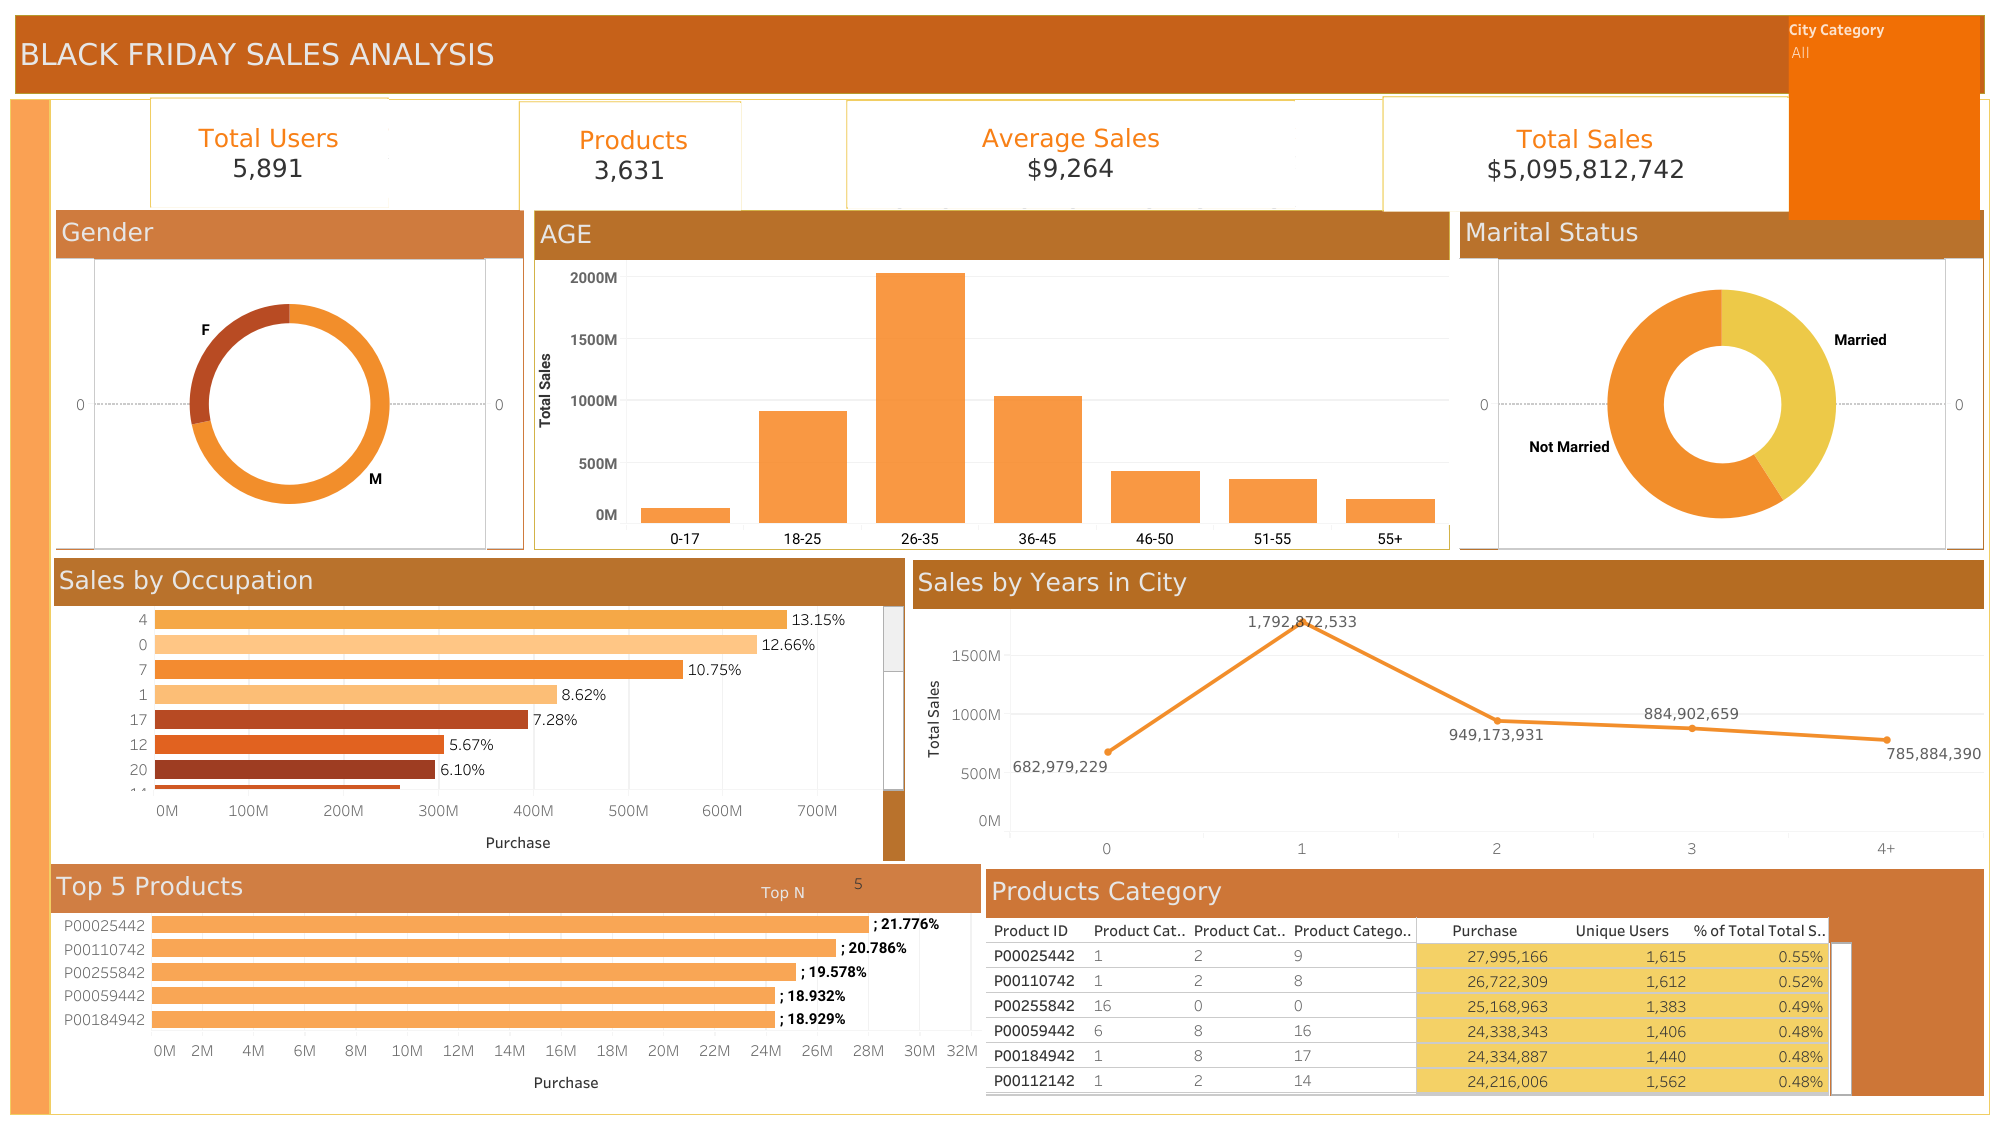 BLACK FRIDAY SALES ANALYSIS
City Category
All
Total Users
5,891
Products
3,631
Average Sales
$9,264
Total Sales
$5,095,812,742
Gender
F
M
0
0
AGE
Total Sales
2000M
1500M
1000M
500M
0M
0-17 18-25 26-35 36-45 46-50 51-55 55+
Marital Status
Married
Not Married
0
0
Sales by Occupation
4 13.15%
0 12.66%
7 10.75%
1 8.62%
17 7.28%
12 5.67%
20 6.10%
0M 100M 200M 300M 400M 500M 600M 700M
Purchase
Sales by Years in City
Total Sales
1500M
1000M
500M
0M
682,979,229
1,792,872,533
949,173,931
884,902,659
785,884,390
0 1 2 3 4+
Top 5 Products
Top N 5
P00025442 ; 21.776%
P00110742 ; 20.786%
P00255842 ; 19.578%
P00059442 ; 18.932%
P00184942 ; 18.929%
0M 2M 4M 6M 8M 10M 12M 14M 16M 18M 20M 22M 24M 26M 28M 30M 32M
Purchase
Products Category
Product ID Product Cat.. Product Cat.. Product Catego.. Purchase Unique Users % of Total Total S..
P00025442 1 2 9 27,995,166 1,615 0.55%
P00110742 1 2 8 26,722,309 1,612 0.52%
P00255842 16 0 0 25,168,963 1,383 0.49%
P00059442 6 8 16 24,338,343 1,406 0.48%
P00184942 1 8 17 24,334,887 1,440 0.48%
P00112142 1 2 14 24,216,006 1,562 0.48%